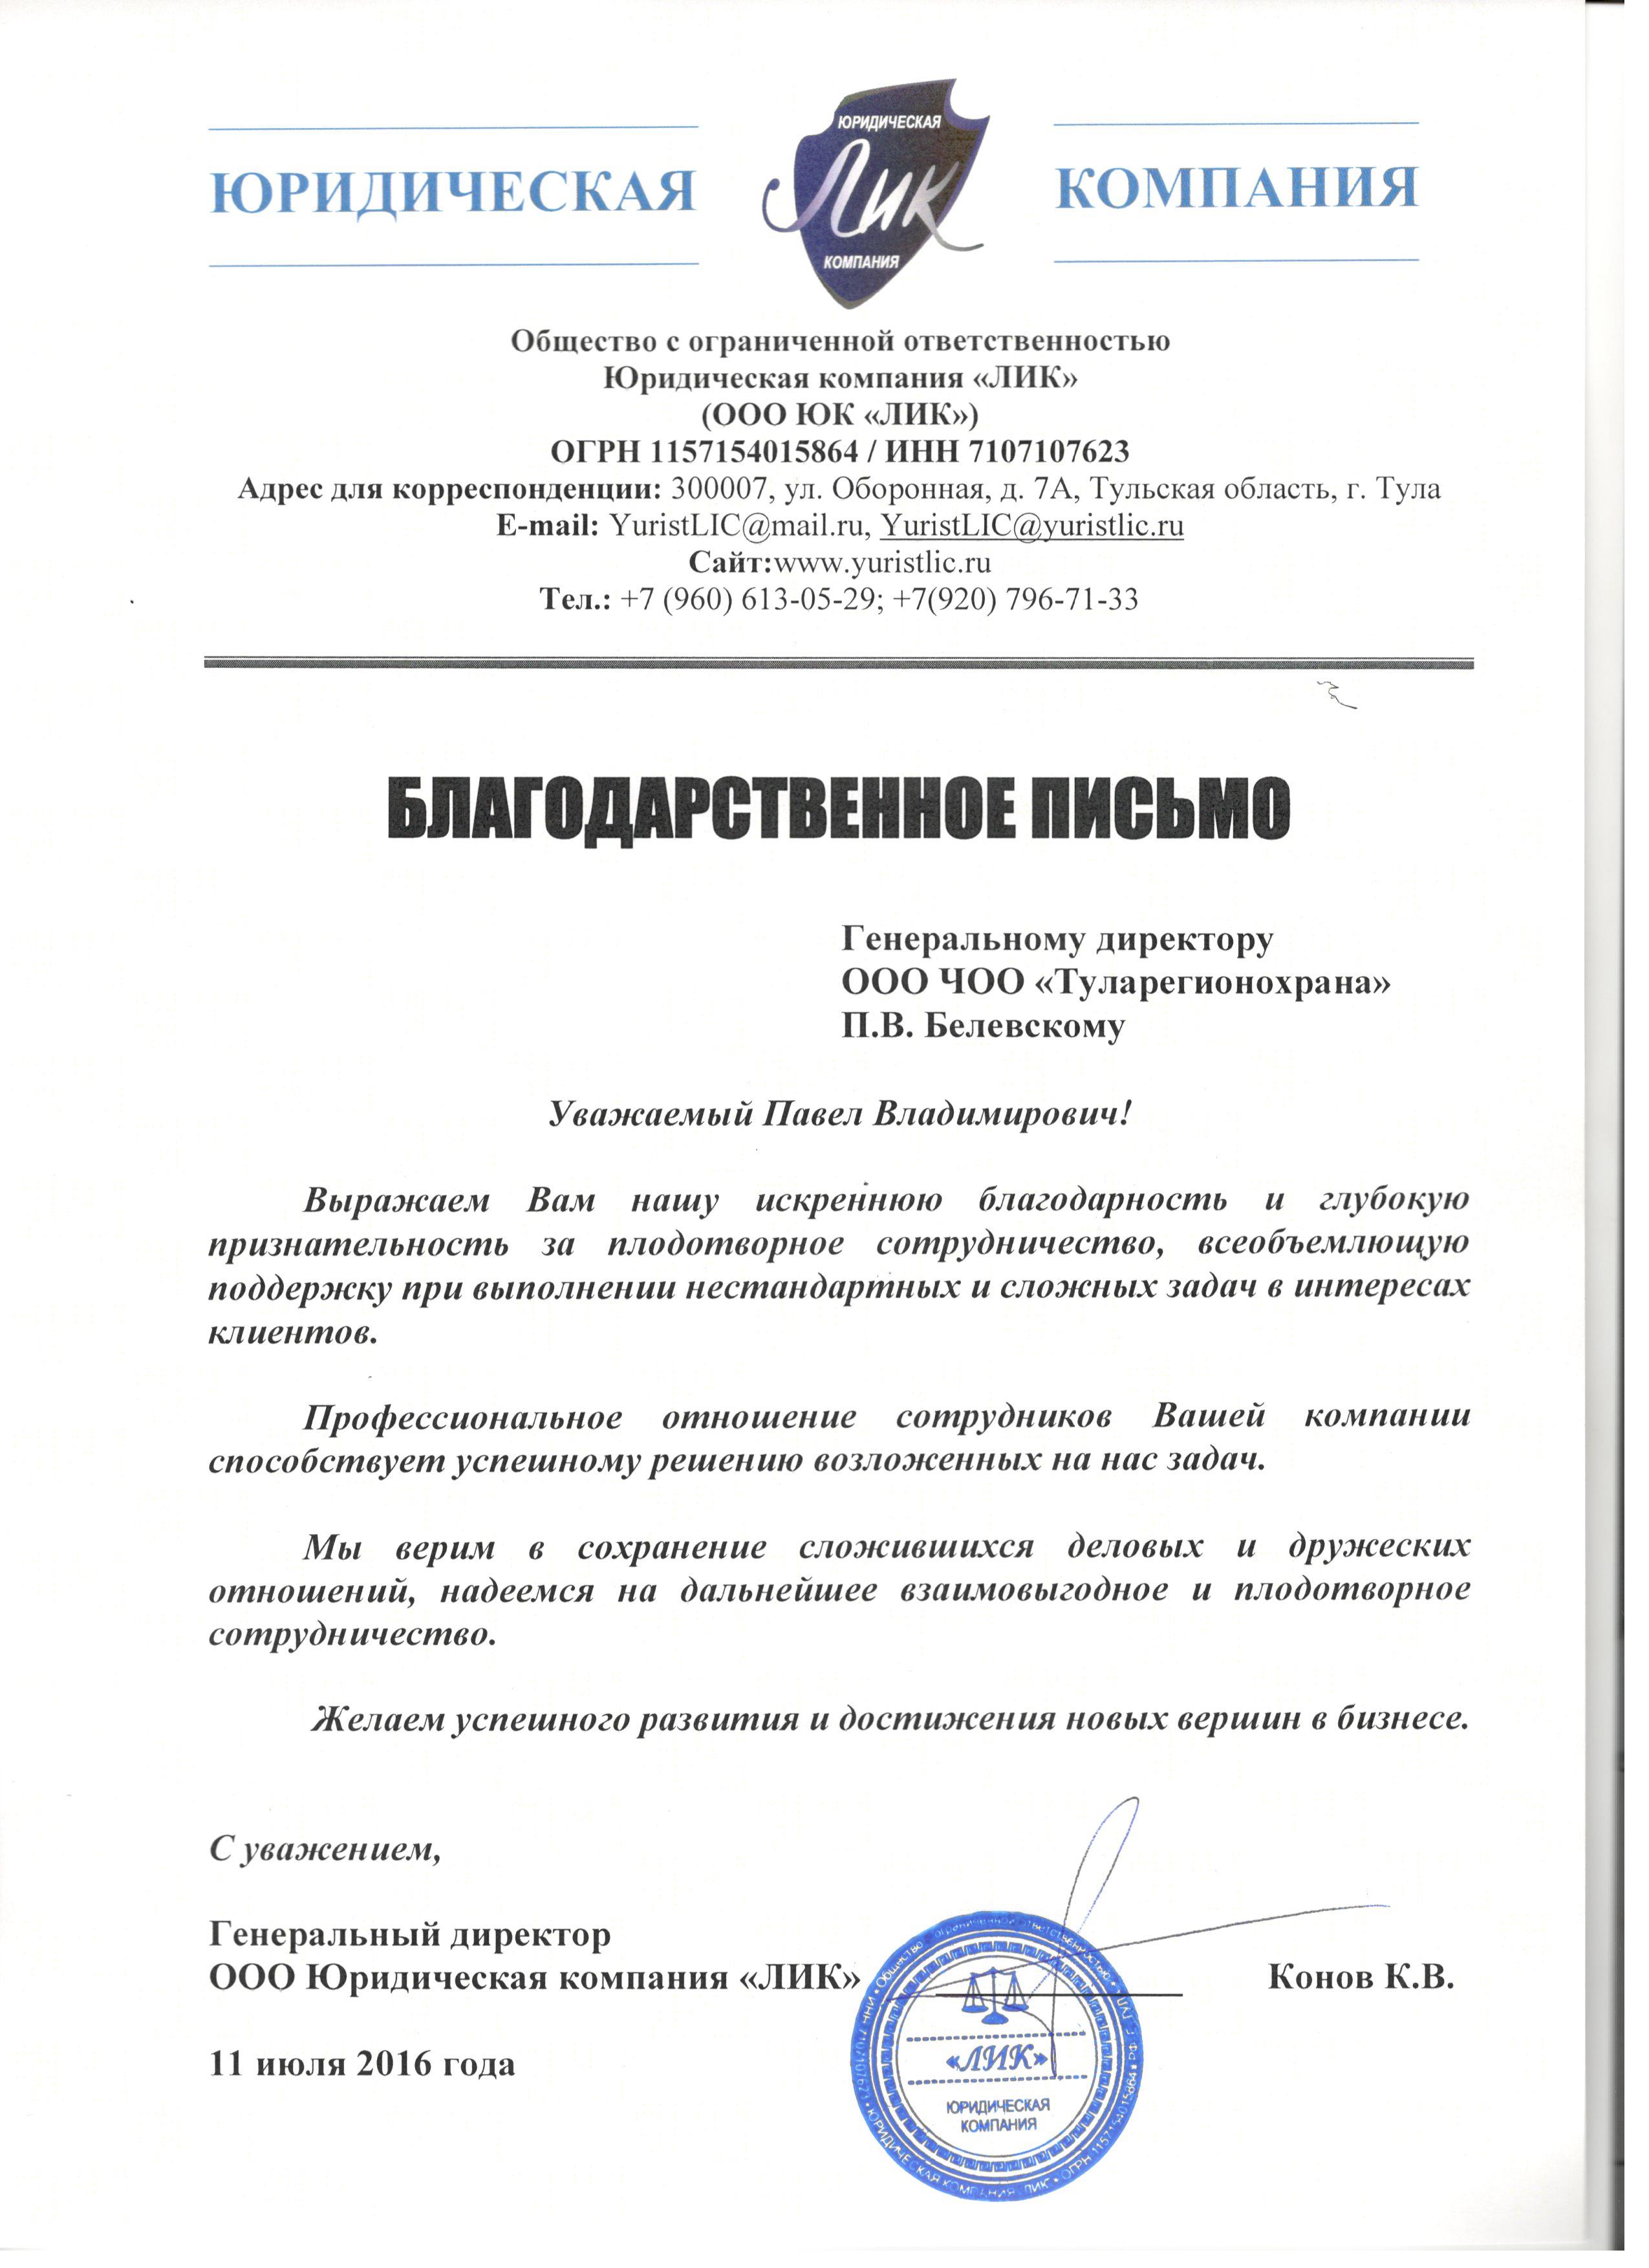 ЮРИДИЧЕСКАЯ
ЮРИДИЧЕСКАЯ
Лик
КОМПАНИЯ
КОМПАНИЯ
Общество с ограниченной ответственностью
Юридическая компания «ЛИК»
(ООО ЮК «ЛИК»)
ОГРН 1157154015864 / ИНН 7107107623
Адрес для корреспонденции: 300007, ул. Оборонная, д. 7А, Тульская область, г. Тула
E-mail: YuristLIC@mail.ru, YuristLIC@yuristlic.ru
Сайт:www.yuristlic.ru
Тел.: +7 (960) 613-05-29; +7(920) 796-71-33
БЛАГОДАРСТВЕННОЕ ПИСЬМО
Генеральному директору
ООО ЧОО «Туларегионохрана»
П.В. Белевскому
Уважаемый Павел Владимирович!
Выражаем Вам нашу искреннюю благодарность и глубокую
признательность за плодотворное сотрудничество, всеобъемлющую
поддержку при выполнении нестандартных и сложных задач в интересах
клиентов.
Профессиональное отношение сотрудников Вашей компании
способствует успешному решению возложенных на нас задач.
Мы верим в сохранение сложившихся деловых и дружеских
отношений, надеемся на дальнейшее взаимовыгодное и плодотворное
сотрудничество.
Желаем успешного развития и достижения новых вершин в бизнесе.
С уважением,
Генеральный директор
ООО Юридическая компания «ЛИК»
Конов К.В.
11 июля 2016 года
«ЛИК»
ЮРИДИЧЕСКАЯ
КОМПАНИЯ
Общество с ограниченной ответственностью
ЮРИДИЧЕСКАЯ КОМПАНИЯ "ЛИК" • ОГРН 1157154015864 • РФ